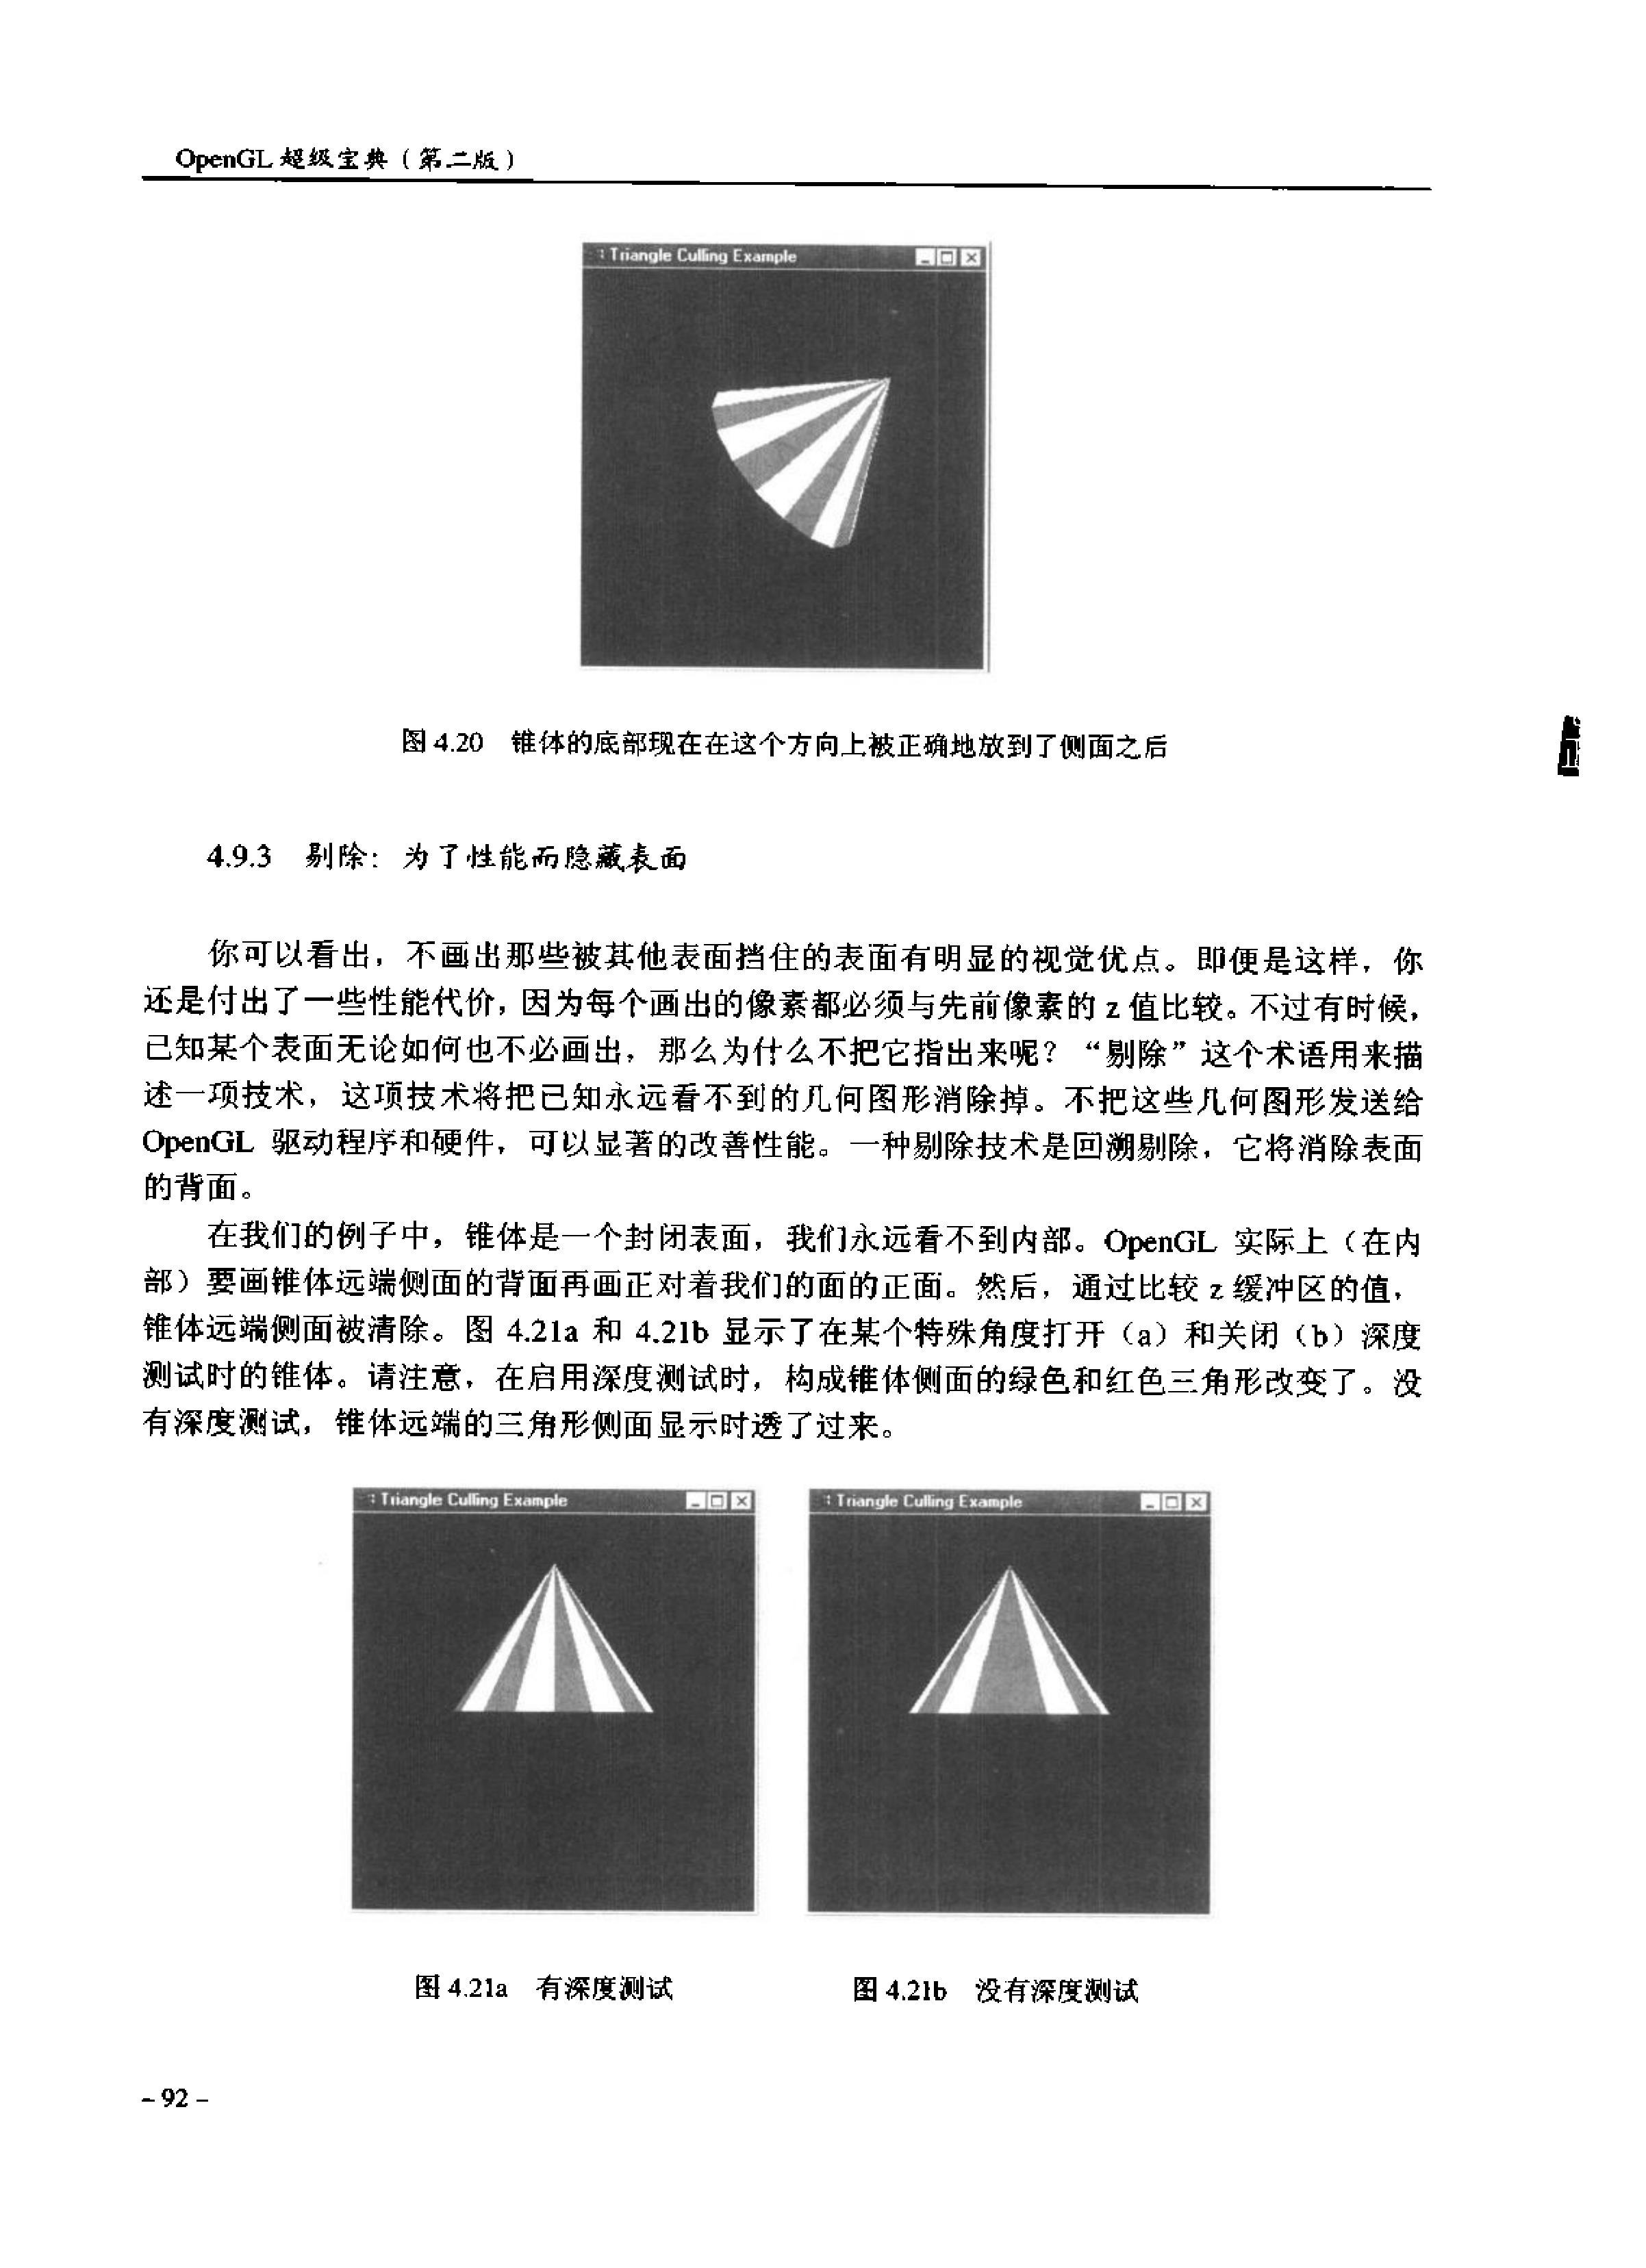 OpenGL 超级宝典（第二版）
Triangle Culling Example
图 4.20 锥体的底部现在在这个方向上被正确地放到了侧面之后
4.9.3 剔除：为了性能而隐藏表面
你可以看出，不画出那些被其他表面挡住的表面有明显的视觉优点。即便是这样，你
还是付出了一些性能代价，因为每个画出的像素都必须与先前像素的 z 值比较。不过有时候，
已知某个表面无论如何也不必画出，那么为什么不把它指出来呢？“剔除”这个术语用来描
述一项技术，这项技术将把已知永远看不到的几何图形消除掉。不把这些几何图形发送给
OpenGL 驱动程序和硬件，可以显著的改善性能。一种剔除技术是回溯剔除，它将消除表面
的背面。
在我们的例子中，锥体是一个封闭表面，我们永远看不到内部。OpenGL 实际上（在内
部）要画锥体远端侧面的背面再画正对着我们的面的正面。然后，通过比较 z 缓冲区的值，
锥体远端侧面被清除。图 4.21a 和 4.21b 显示了在某个特殊角度打开（a）和关闭（b）深度
测试时的锥体。请注意，在启用深度测试时，构成锥体侧面的绿色和红色三角形改变了。没
有深度测试，锥体远端的三角形侧面显示时透了过来。
Triangle Culling Example
Triangle Culling Example
图 4.21a 有深度测试
图 4.21b 没有深度测试
- 92 -